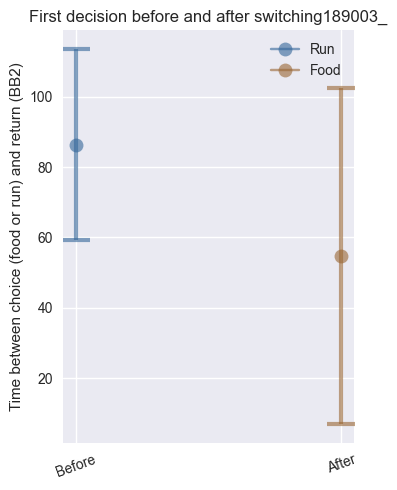 First decision before and after switching189003_
Run
Food
Time between choice (food or run) and return (BB2)
100
80
60
40
20
Before
After